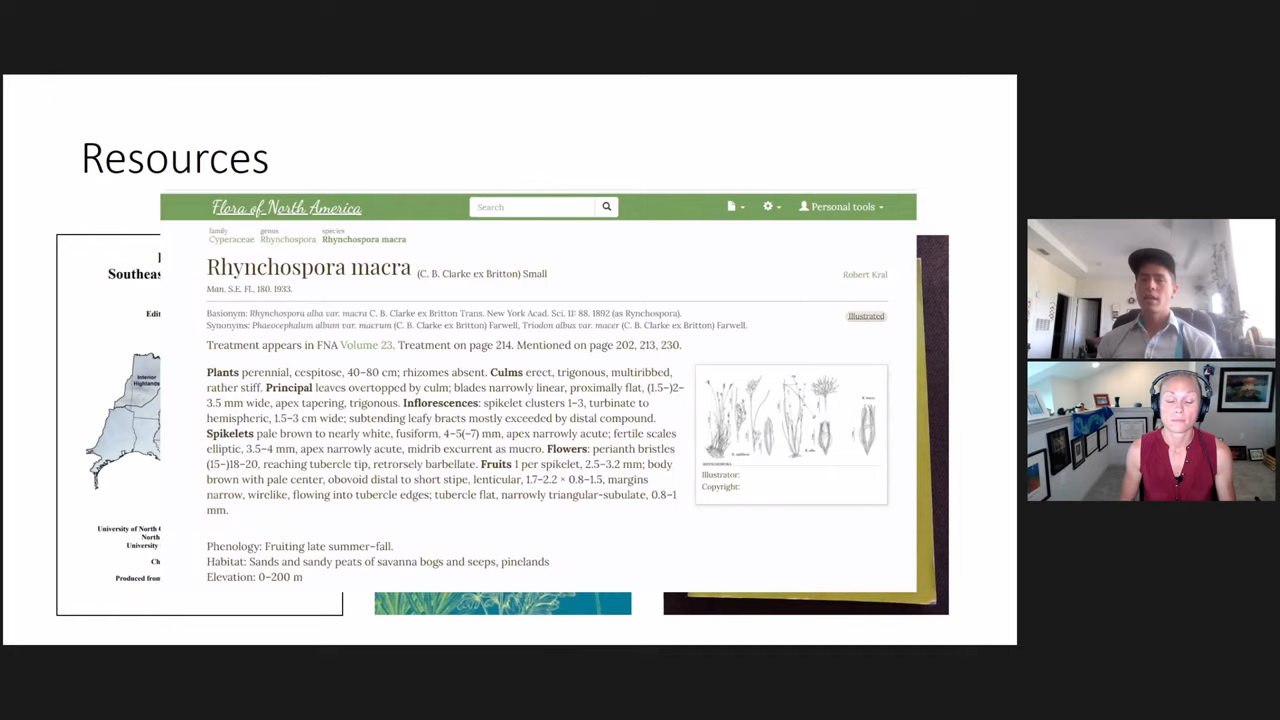 Resources
Flora of North America
Search
Personal tools
family genus species
Cyperaceae Rhynchospora Rhynchospora macra
Southeas
Rhynchospora macra (C. B. Clarke ex Britton) Small
Robert Kral
Man. S.E. Fl., 180. 1933.
Edit
Basionym: Rhynchospora alba var. macra C. B. Clarke ex Britton Trans. New York Acad. Sci. 11: 88. 1892 (as Rynchospora).
Illustrated
Synonyms: Phaeocephalum album var. macrum (C. B. Clarke ex Britton) Farwell, Triodon albus var. macer (C. B. Clarke ex Britton) Farwell.
Treatment appears in FNA Volume 23. Treatment on page 214. Mentioned on page 202, 213, 230.
Plants perennial, cespitose, 40–80 cm; rhizomes absent. Culms erect, trigonous, multiribbed,
rather stiff. Principal leaves overtopped by culm; blades narrowly linear, proximally flat, (1.5–)2–
3.5 mm wide, apex tapering, trigonous. Inflorescences: spikelet clusters 1–3, turbinate to
hemispheric, 1.5–3 cm wide; subtending leafy bracts mostly exceeded by distal compound.
Spikelets pale brown to nearly white, fusiform, 4–5(–7) mm, apex narrowly acute; fertile scales
elliptic, 3.5–4 mm, apex narrowly acute, midrib excurrent as mucro. Flowers: perianth bristles
(15–)18–20, reaching tubercle tip, retrorsely barbellate. Fruits 1 per spikelet, 2.5–3.2 mm; body
brown with pale center, obovoid distal to short stipe, lenticular, 1.7–2.2 × 0.8–1.5, margins
narrow, wirelike, flowing into tubercle edges; tubercle flat, narrowly triangular-subulate, 0.8–1
mm.
Interior
Highlands
RHYNCHOSPORA
Illustrator:
Copyright:
University of North C
North
University
Ch
Produced from
Phenology: Fruiting late summer–fall.
Habitat: Sands and sandy peats of savanna bogs and seeps, pinelands
Elevation: 0–200 m